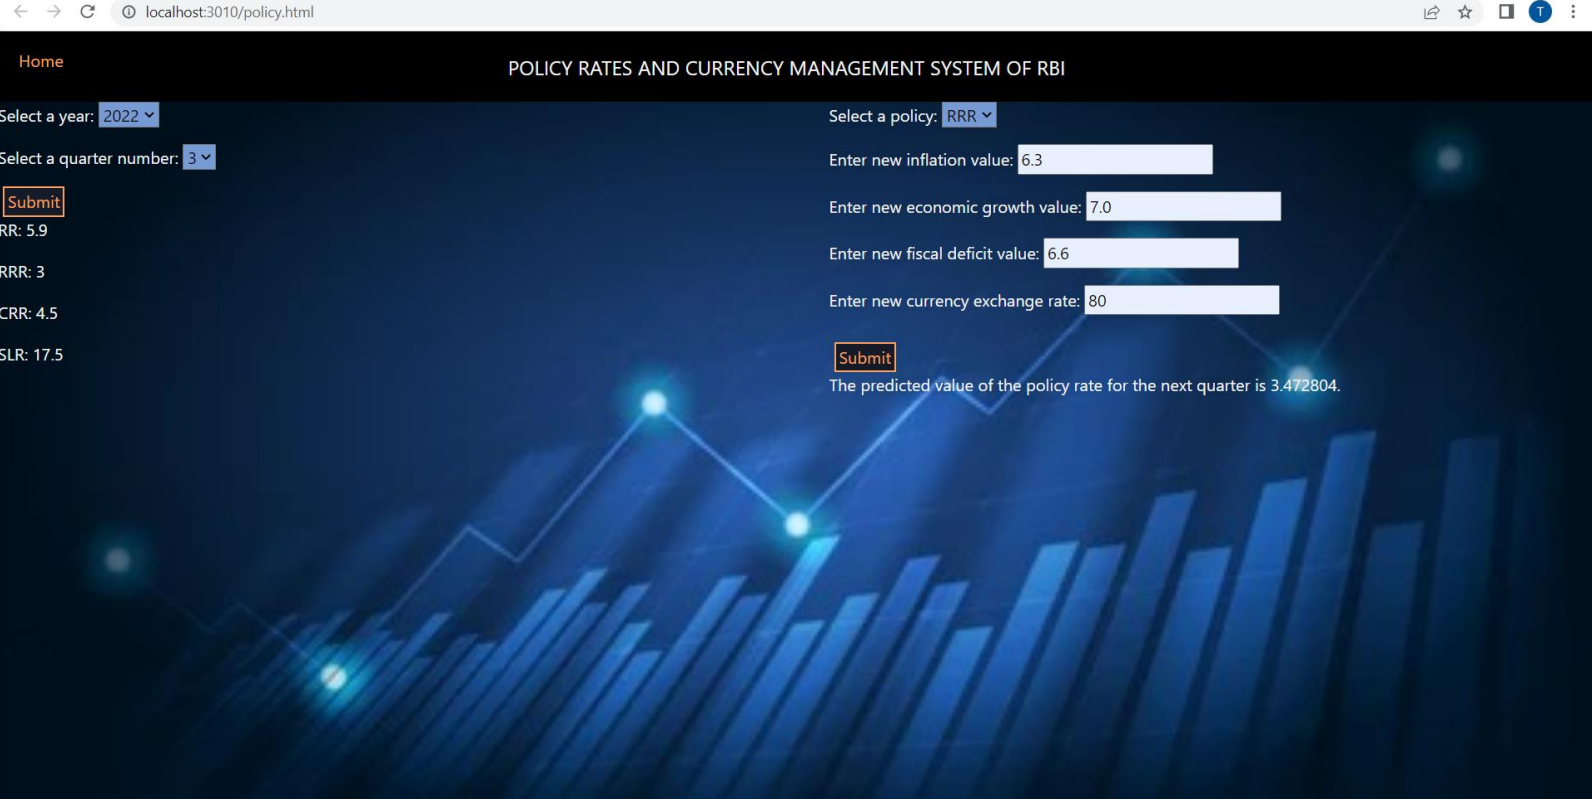 localhost:3010/policy.html
T
Home
POLICY RATES AND CURRENCY MANAGEMENT SYSTEM OF RBI
Select a year: 2022
Select a quarter number: 3
Submit
RR: 5.9
RRR: 3
CRR: 4.5
SLR: 17.5
Select a policy: RRR
Enter new inflation value: 6.3
Enter new economic growth value: 7.0
Enter new fiscal deficit value: 6.6
Enter new currency exchange rate: 80
Submit
The predicted value of the policy rate for the next quarter is 3.472804.